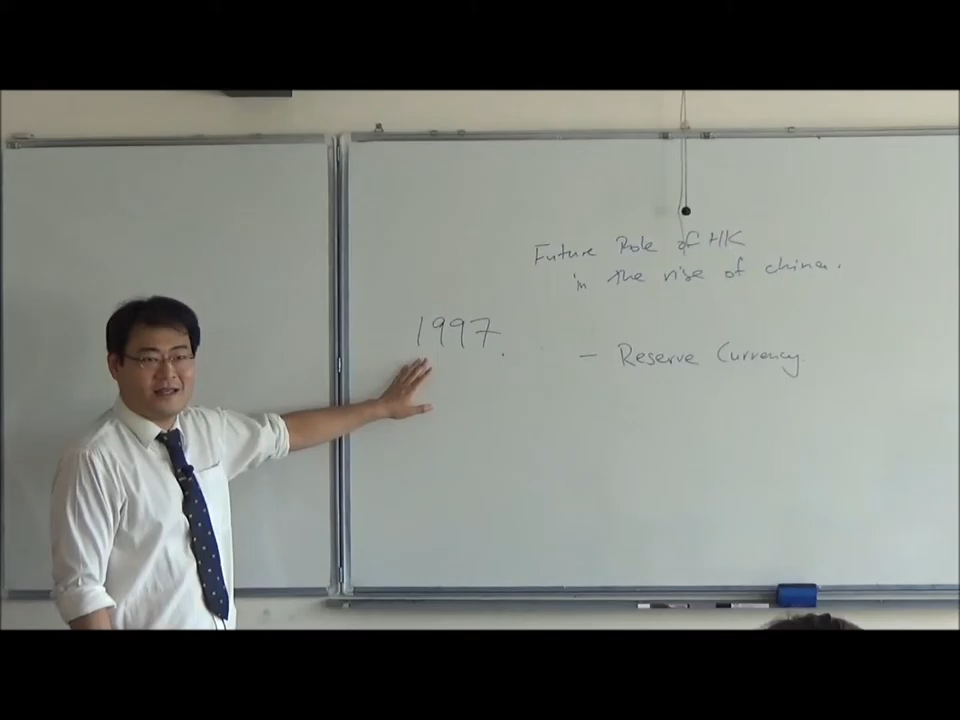 Future Role of HK
in the rise of china.
1997.
- Reserve Currency